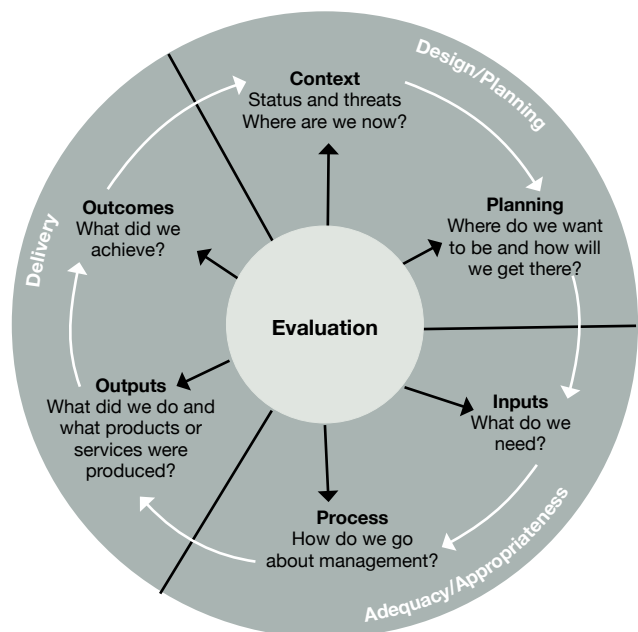 Design/Planning
Context
Status and threats
Where are we now?
Planning
Where do we want
to be and how will
we get there?
Inputs
What do we
need?
Adequacy/Appropriateness
Process
How do we go
about management?
Outputs
What did we do and
what products or
services were
produced?
Delivery
Outcomes
What did we
achieve?
Evaluation